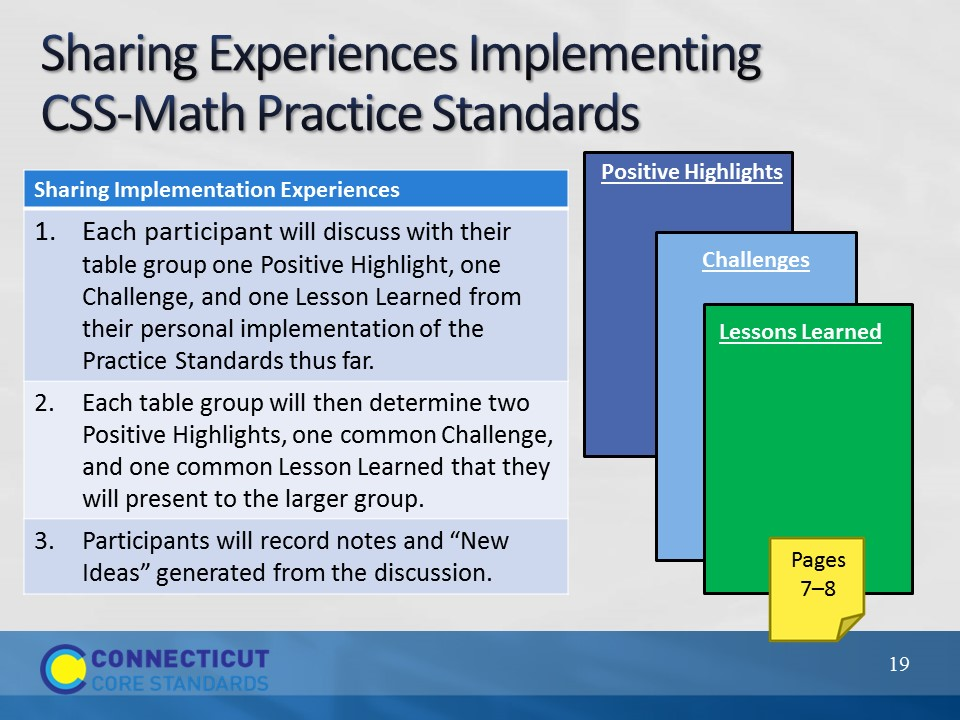 Sharing Experiences Implementing
CSS-Math Practice Standards
Sharing Implementation Experiences
1. Each participant will discuss with their
table group one Positive Highlight, one
Challenge, and one Lesson Learned from
their personal implementation of the
Practice Standards thus far.
2. Each table group will then determine two
Positive Highlights, one common Challenge,
and one common Lesson Learned that they
will present to the larger group.
3. Participants will record notes and “New
Ideas” generated from the discussion.
Positive Highlights
Challenges
Lessons Learned
Pages
7–8
CONNECTICUT
CORE STANDARDS
19